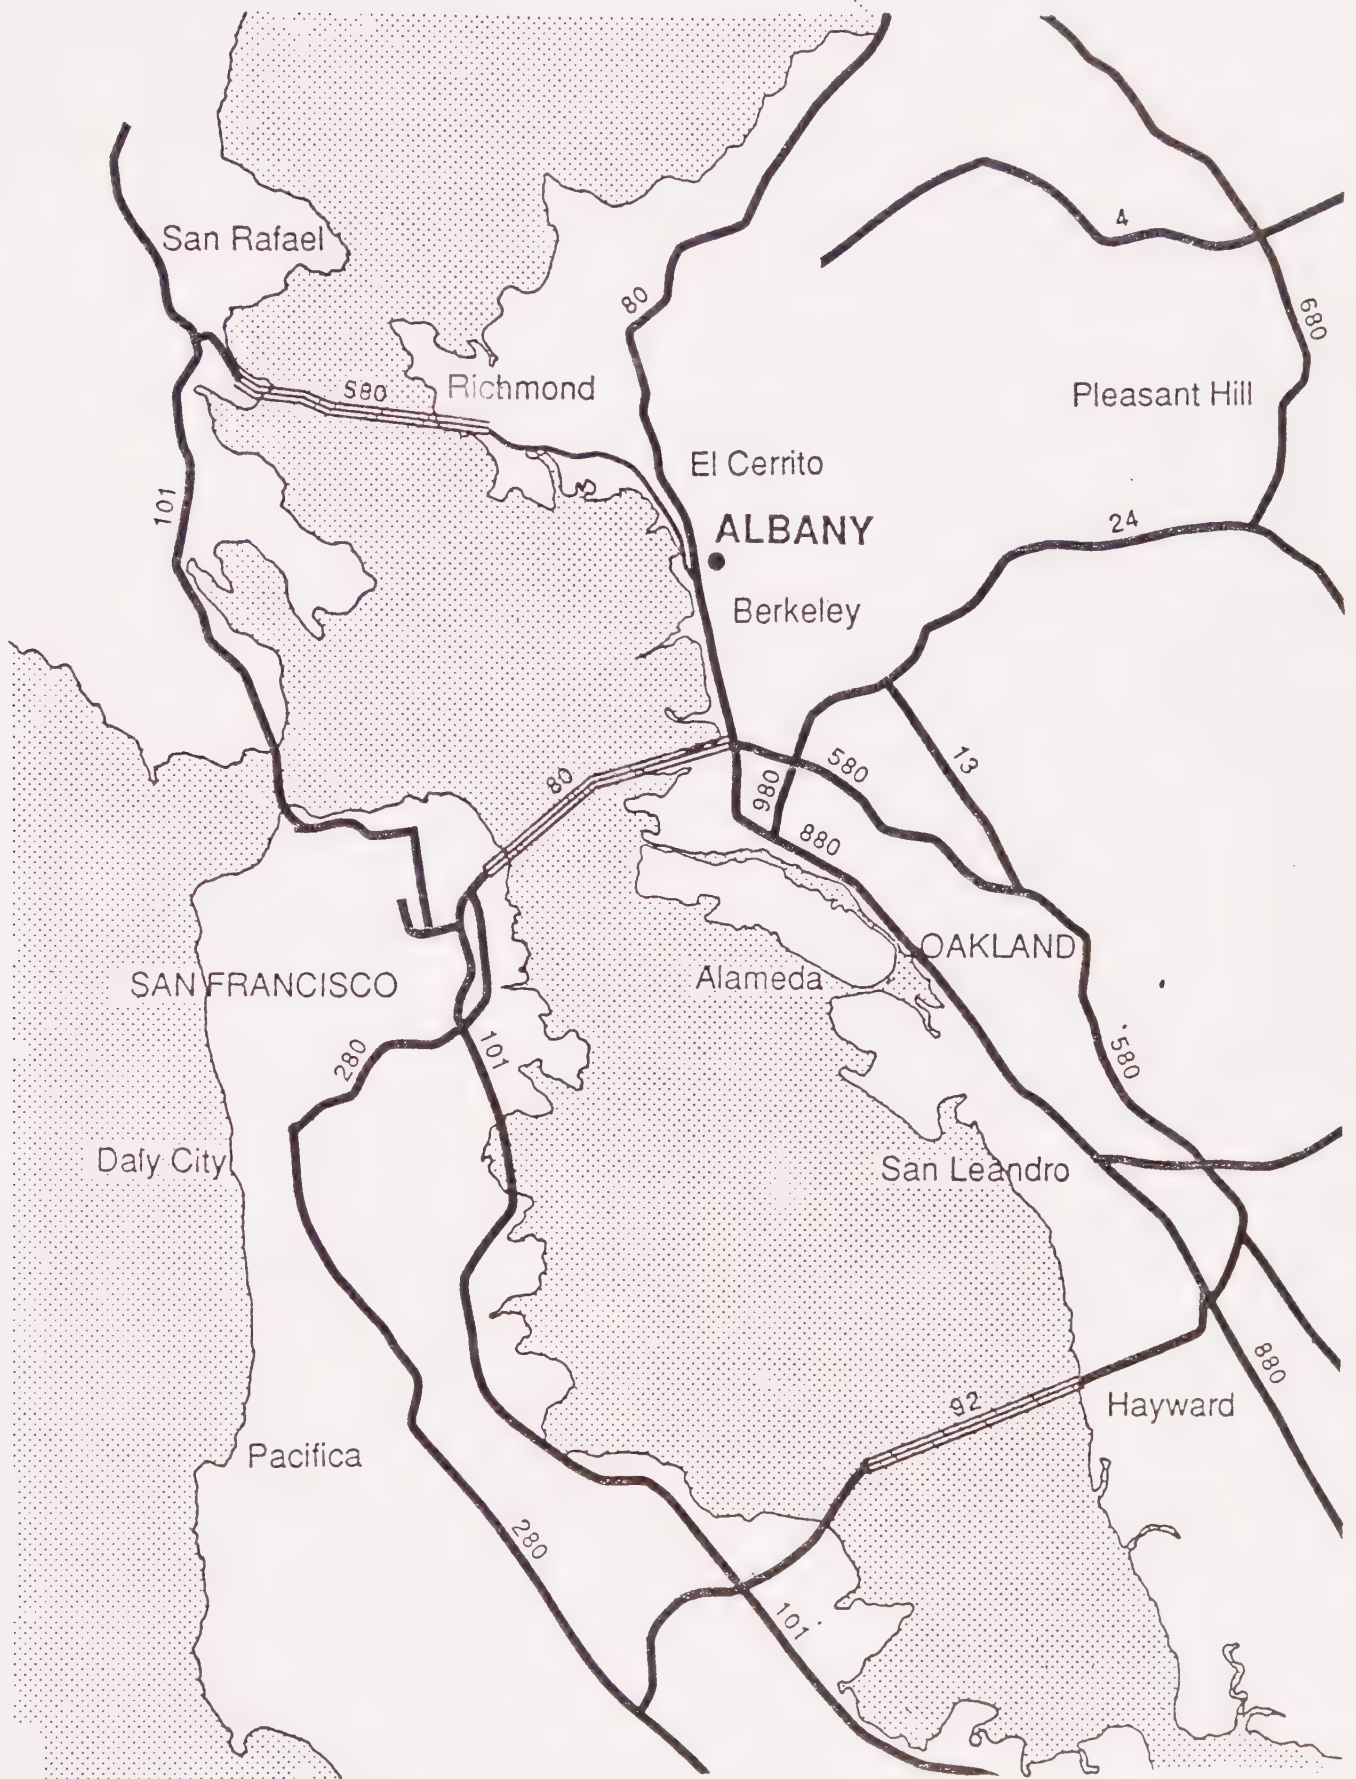 San Rafael
4
80
680
580
Richmond
Pleasant Hill
El Cerrito
101
ALBANY
24
Berkeley
80
980
580
13
880
OAKLAND
SAN FRANCISCO
Alameda
280
101
580
Daly City
San Leandro
880
92
Hayward
Pacifica
280
101